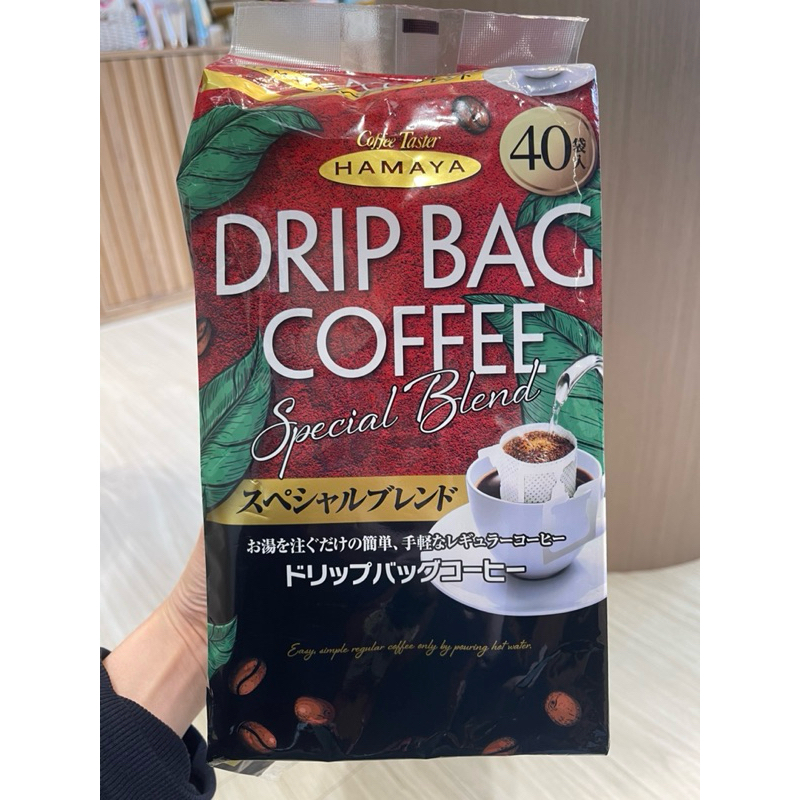 Coffee Taster
HAMAYA
40袋入
DRIP BAG
COFFEE
Special Blend
スペシャルブレンド
お湯を注ぐだけの簡単、手軽なレギュラーコーヒー
ドリップバッグコーヒー
Easy, simple regular coffee only by pouring hot water.